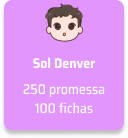 Sol Denver
250 promessa
100 fichas